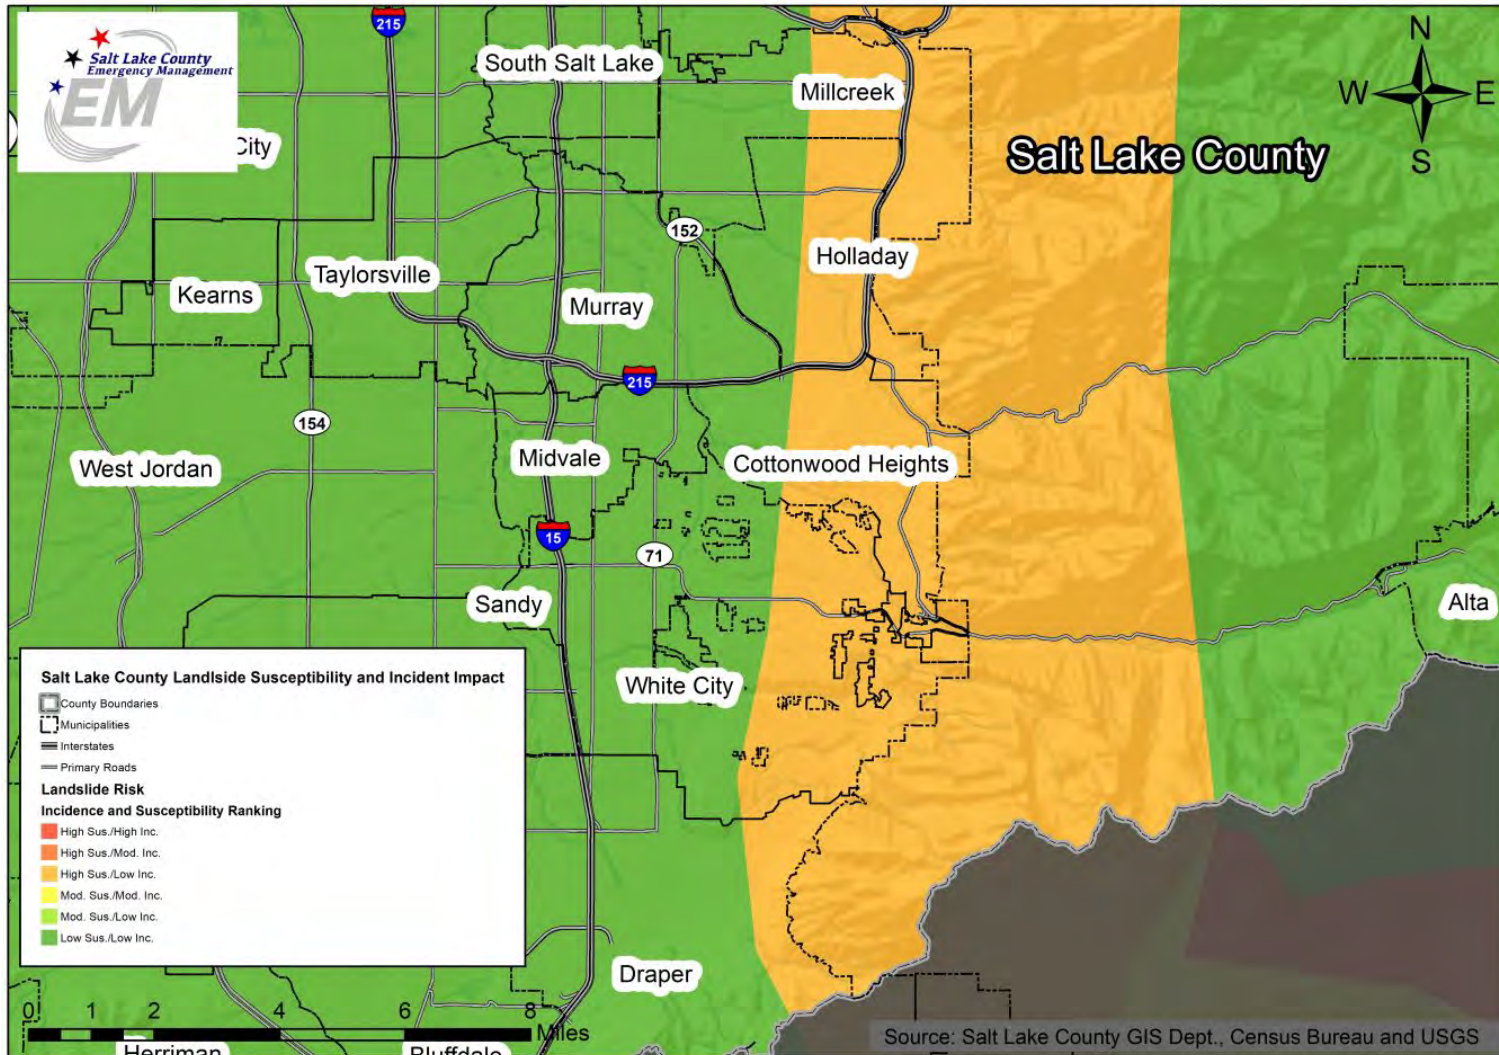 215
Salt Lake County
Emergency Management
EM
South Salt Lake
Millcreek
N
W
E
S
City
Salt Lake County
152
Holladay
Taylorsville
Kearns
Murray
215
154
West Jordan
Midvale
Cottonwood Heights
15
71
Sandy
Alta
White City
Salt Lake County Landlside Susceptibility and Incident Impact
County Boundaries
Municipalities
Interstates
Primary Roads
Landslide Risk
Incidence and Susceptibility Ranking
High Sus./High Inc.
High Sus./Mod. Inc.
High Sus./Low Inc.
Mod. Sus./Mod. Inc.
Mod. Sus./Low Inc.
Low Sus./Low Inc.
Draper
0 1 2 4 6 8
Miles
Source: Salt Lake County GIS Dept., Census Bureau and USGS
Herriman
Bluffdale